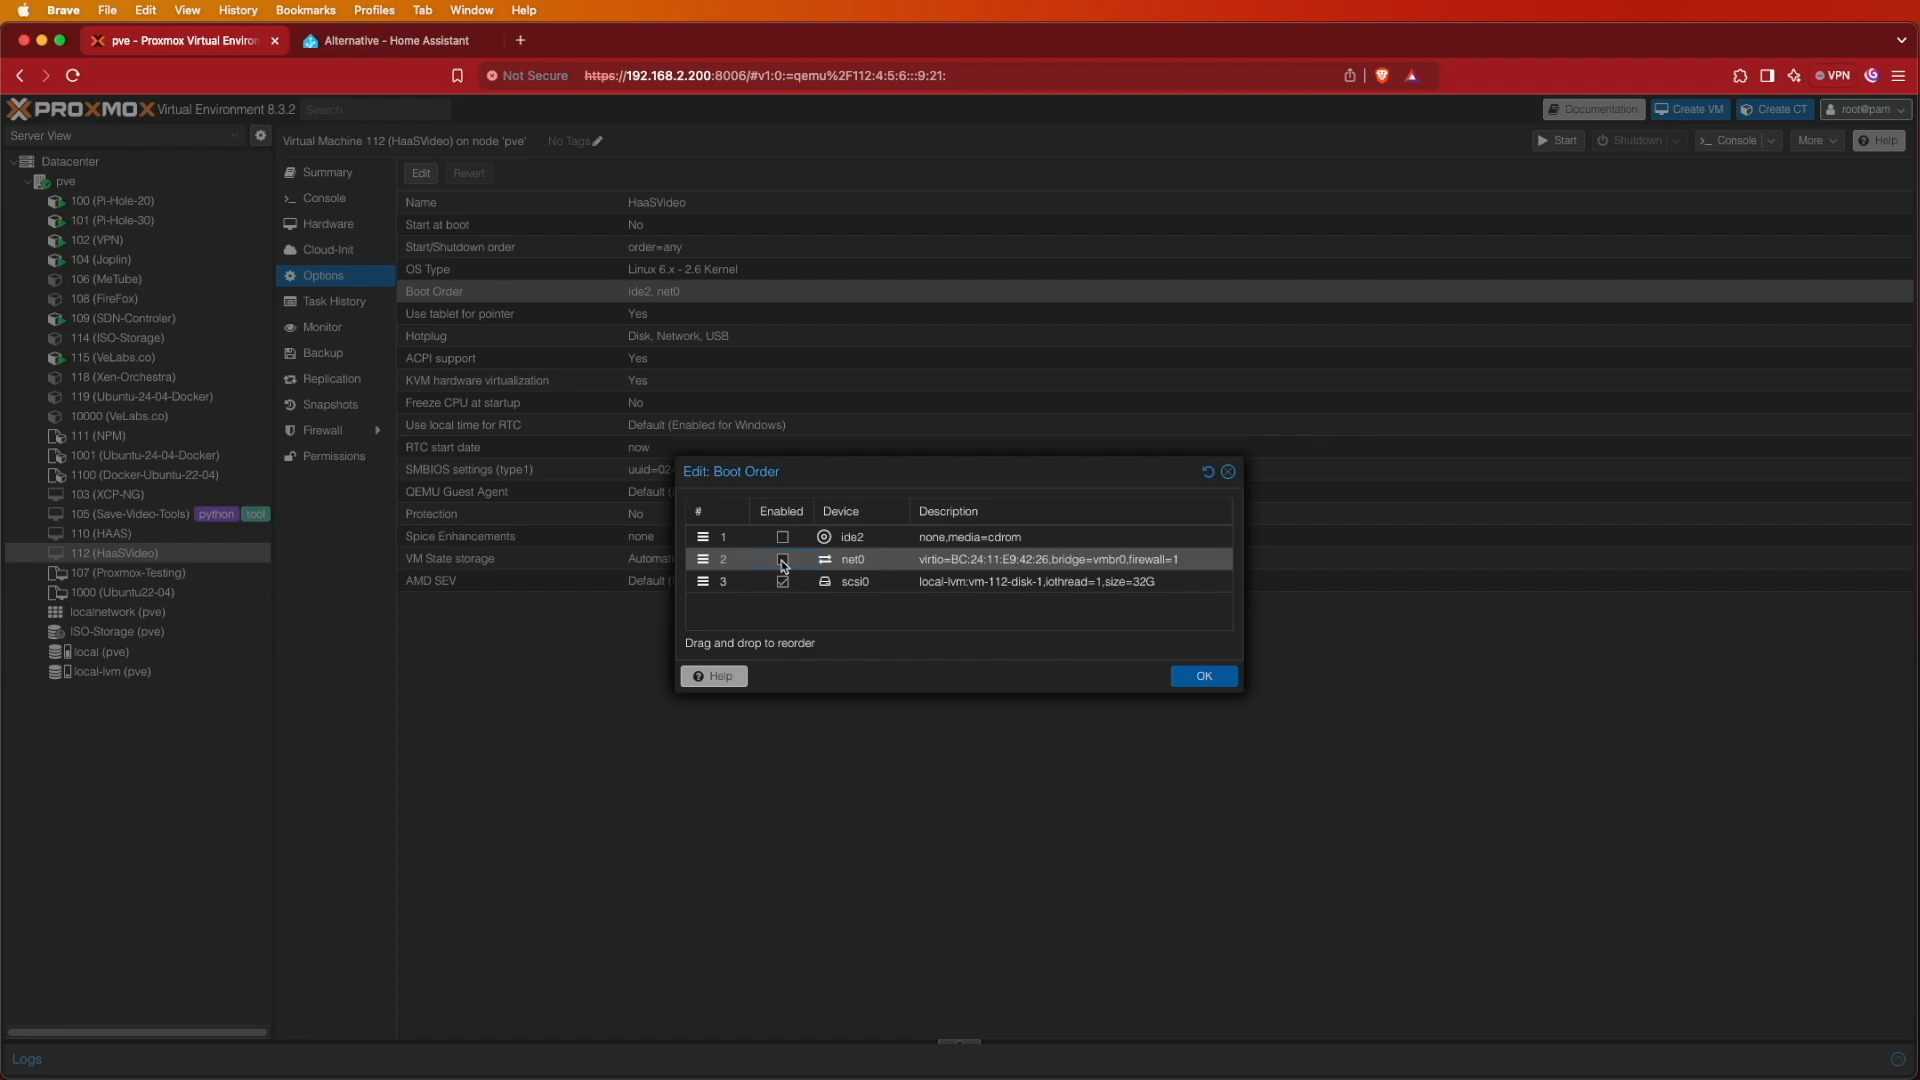 Brave File Edit View History Bookmarks Profiles Tab Window Help
pve - Proxmox Virtual Environ
Alternative - Home Assistant
Not Secure https://192.168.2.200:8006/#v1:0:=qemu%2F112:4:5:6:::9:21:
VPN
PROXMOX Virtual Environment 8.3.2 Search
Documentation Create VM Create CT root@pam
Server View
Virtual Machine 112 (HaaSVideo) on node 'pve' No Tags
Start Shutdown Console More Help
Datacenter
pve
100 (Pi-Hole-20)
101 (Pi-Hole-30)
102 (VPN)
104 (Joplin)
106 (MeTube)
108 (FireFox)
109 (SDN-Controler)
114 (ISO-Storage)
115 (VeLabs.co)
118 (Xen-Orchestra)
119 (Ubuntu-24-04-Docker)
10000 (VeLabs.co)
111 (NPM)
1001 (Ubuntu-24-04-Docker)
1100 (Docker-Ubuntu-22-04)
103 (XCP-NG)
105 (Save-Video-Tools) python tool
110 (HAAS)
112 (HaaSVideo)
107 (Proxmox-Testing)
1000 (Ubuntu22-04)
localnetwork (pve)
ISO-Storage (pve)
local (pve)
local-lvm (pve)
Summary
Console
Hardware
Cloud-Init
Options
Task History
Monitor
Backup
Replication
Snapshots
Firewall
Permissions
Edit Revert
Name HaaSVideo
Start at boot No
Start/Shutdown order order=any
OS Type Linux 6.x - 2.6 Kernel
Boot Order ide2, net0
Use tablet for pointer Yes
Hotplug Disk, Network, USB
ACPI support Yes
KVM hardware virtualization Yes
Freeze CPU at startup No
Use local time for RTC Default (Enabled for Windows)
RTC start date now
SMBIOS settings (type1) uuid=02
QEMU Guest Agent Default (
Protection No
Spice Enhancements none
VM State storage Automati
AMD SEV Default (
Edit: Boot Order
# Enabled Device Description
1 ide2 none,media=cdrom
2 net0 virtio=BC:24:11:E9:42:26,bridge=vmbr0,firewall=1
3 scsi0 local-lvm:vm-112-disk-1,iothread=1,size=32G
Drag and drop to reorder
Help OK
Logs